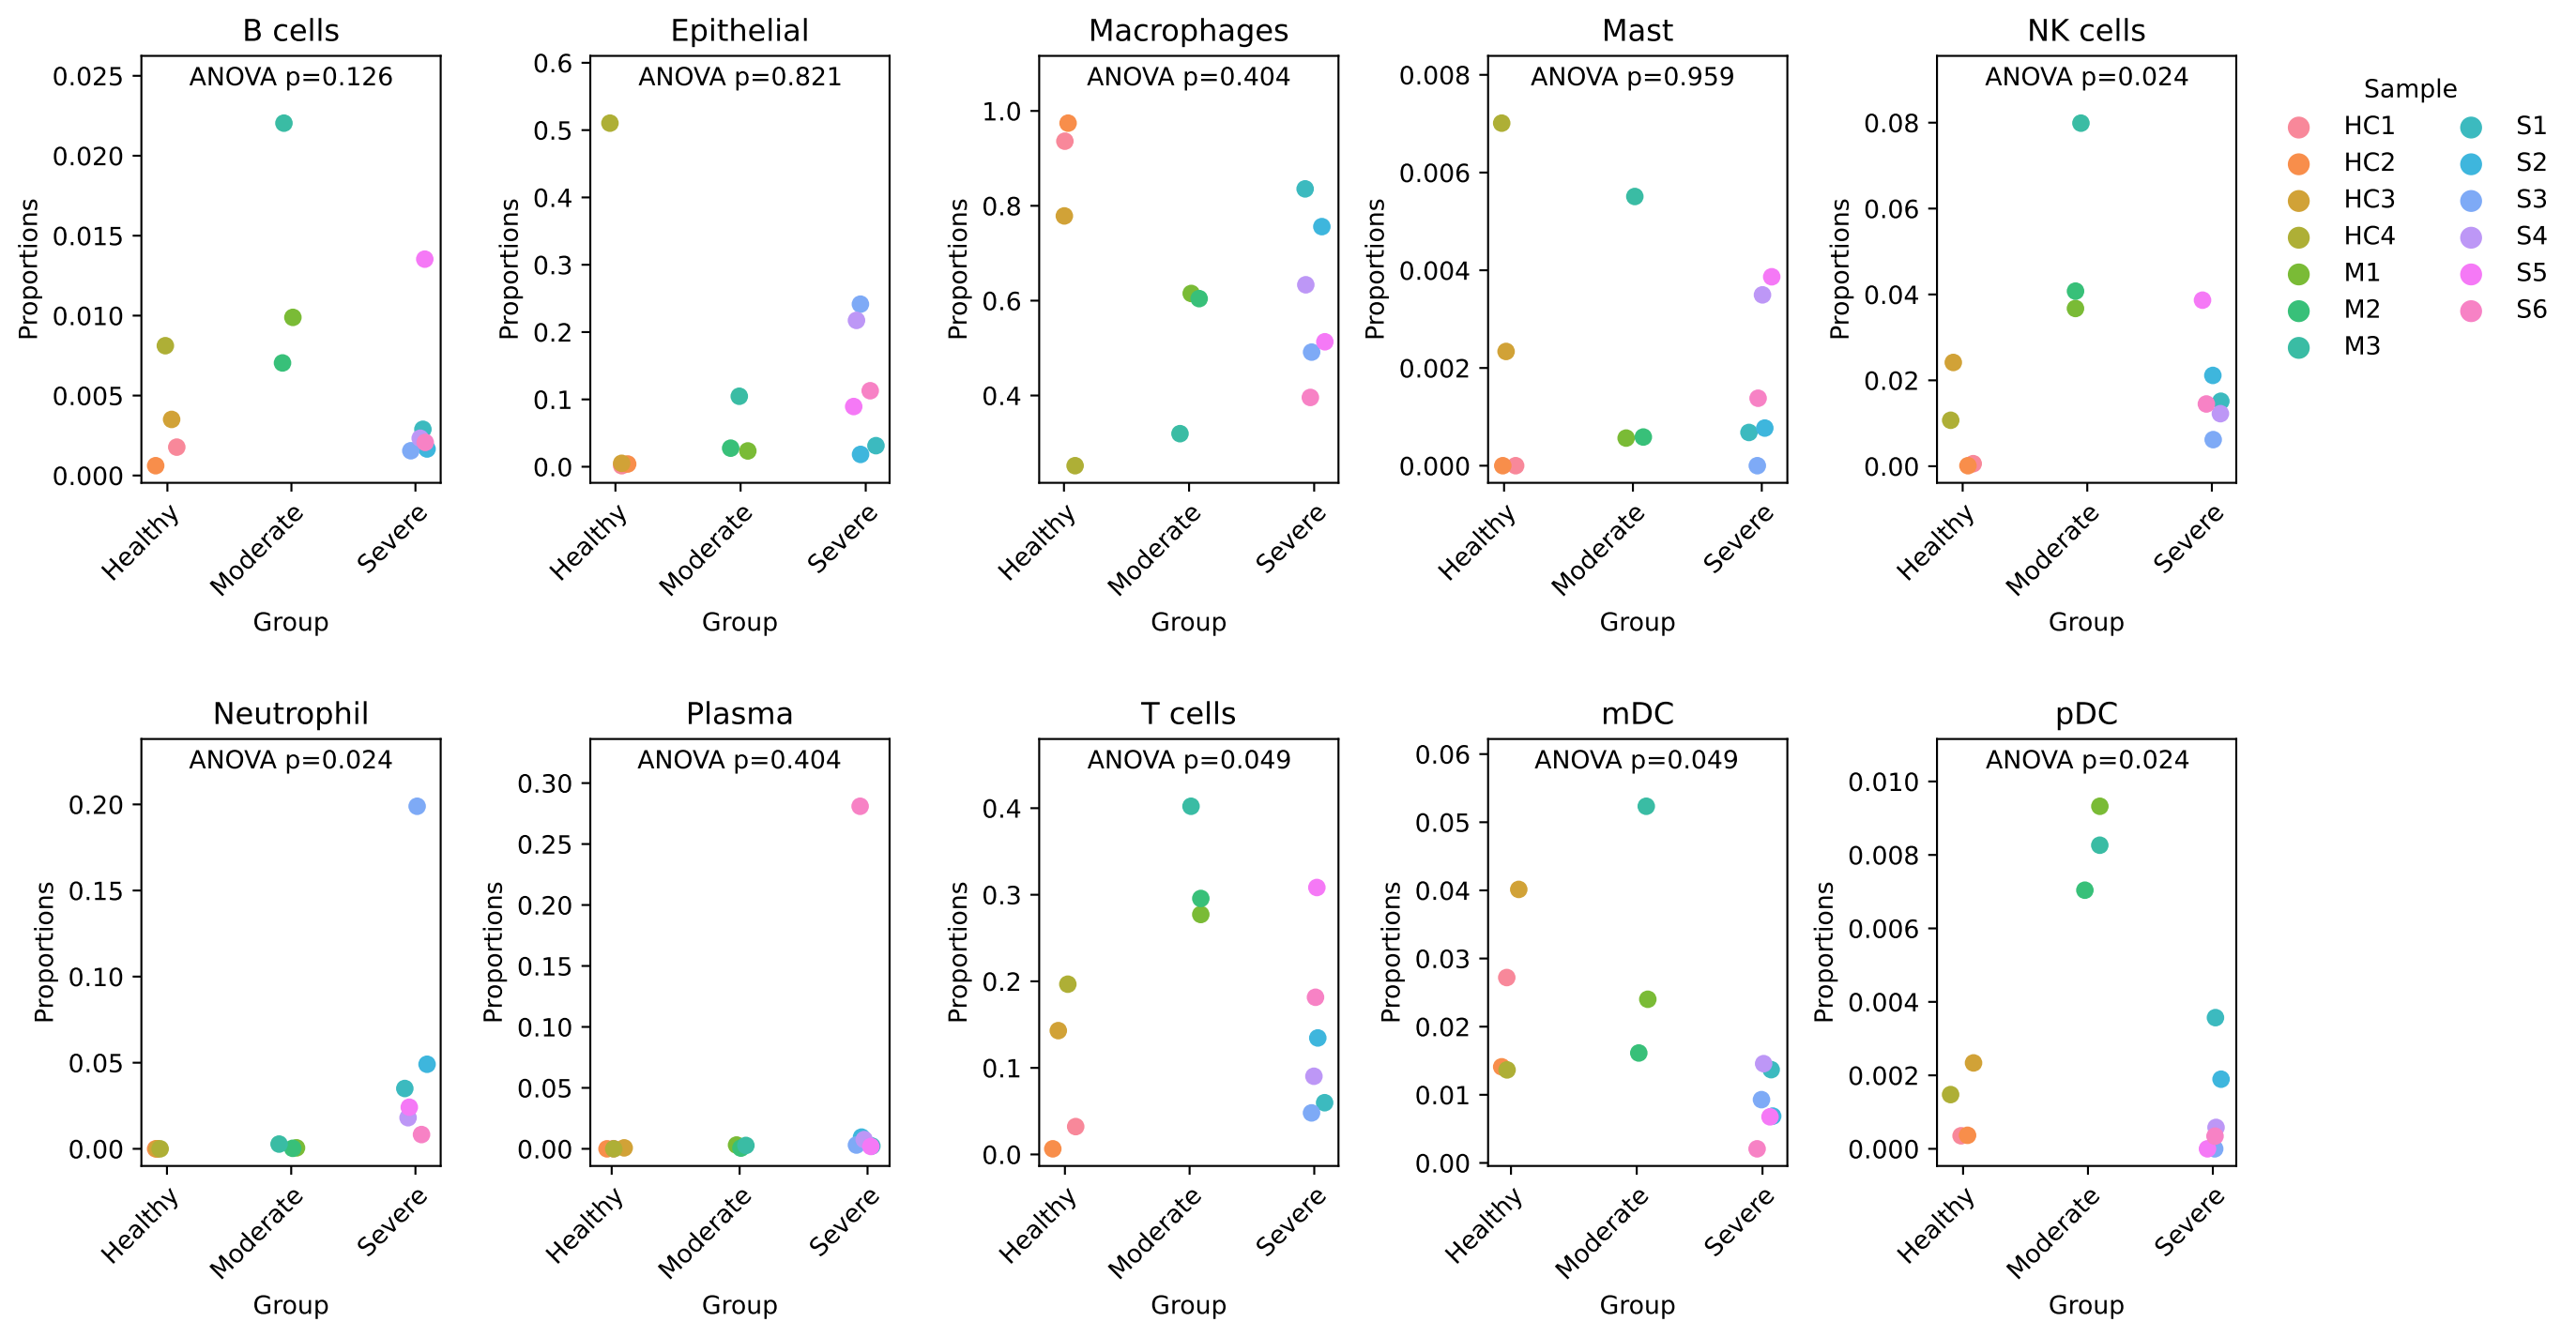 B cells
ANOVA p=0.126
Proportions
0.025
0.020
0.015
0.010
0.005
0.000
Healthy
Moderate
Severe
Group
Epithelial
ANOVA p=0.821
Proportions
0.6
0.5
0.4
0.3
0.2
0.1
0.0
Healthy
Moderate
Severe
Group
Macrophages
ANOVA p=0.404
Proportions
1.0
0.8
0.6
0.4
Healthy
Moderate
Severe
Group
Mast
ANOVA p=0.959
Proportions
0.008
0.006
0.004
0.002
0.000
Healthy
Moderate
Severe
Group
NK cells
ANOVA p=0.024
Proportions
0.08
0.06
0.04
0.02
0.00
Healthy
Moderate
Severe
Group
Sample
HC1
HC2
HC3
HC4
M1
M2
M3
S1
S2
S3
S4
S5
S6
Neutrophil
ANOVA p=0.024
Proportions
0.20
0.15
0.10
0.05
0.00
Healthy
Moderate
Severe
Group
Plasma
ANOVA p=0.404
Proportions
0.30
0.25
0.20
0.15
0.10
0.05
0.00
Healthy
Moderate
Severe
Group
T cells
ANOVA p=0.049
Proportions
0.4
0.3
0.2
0.1
0.0
Healthy
Moderate
Severe
Group
mDC
ANOVA p=0.049
Proportions
0.06
0.05
0.04
0.03
0.02
0.01
0.00
Healthy
Moderate
Severe
Group
pDC
ANOVA p=0.024
Proportions
0.010
0.008
0.006
0.004
0.002
0.000
Healthy
Moderate
Severe
Group